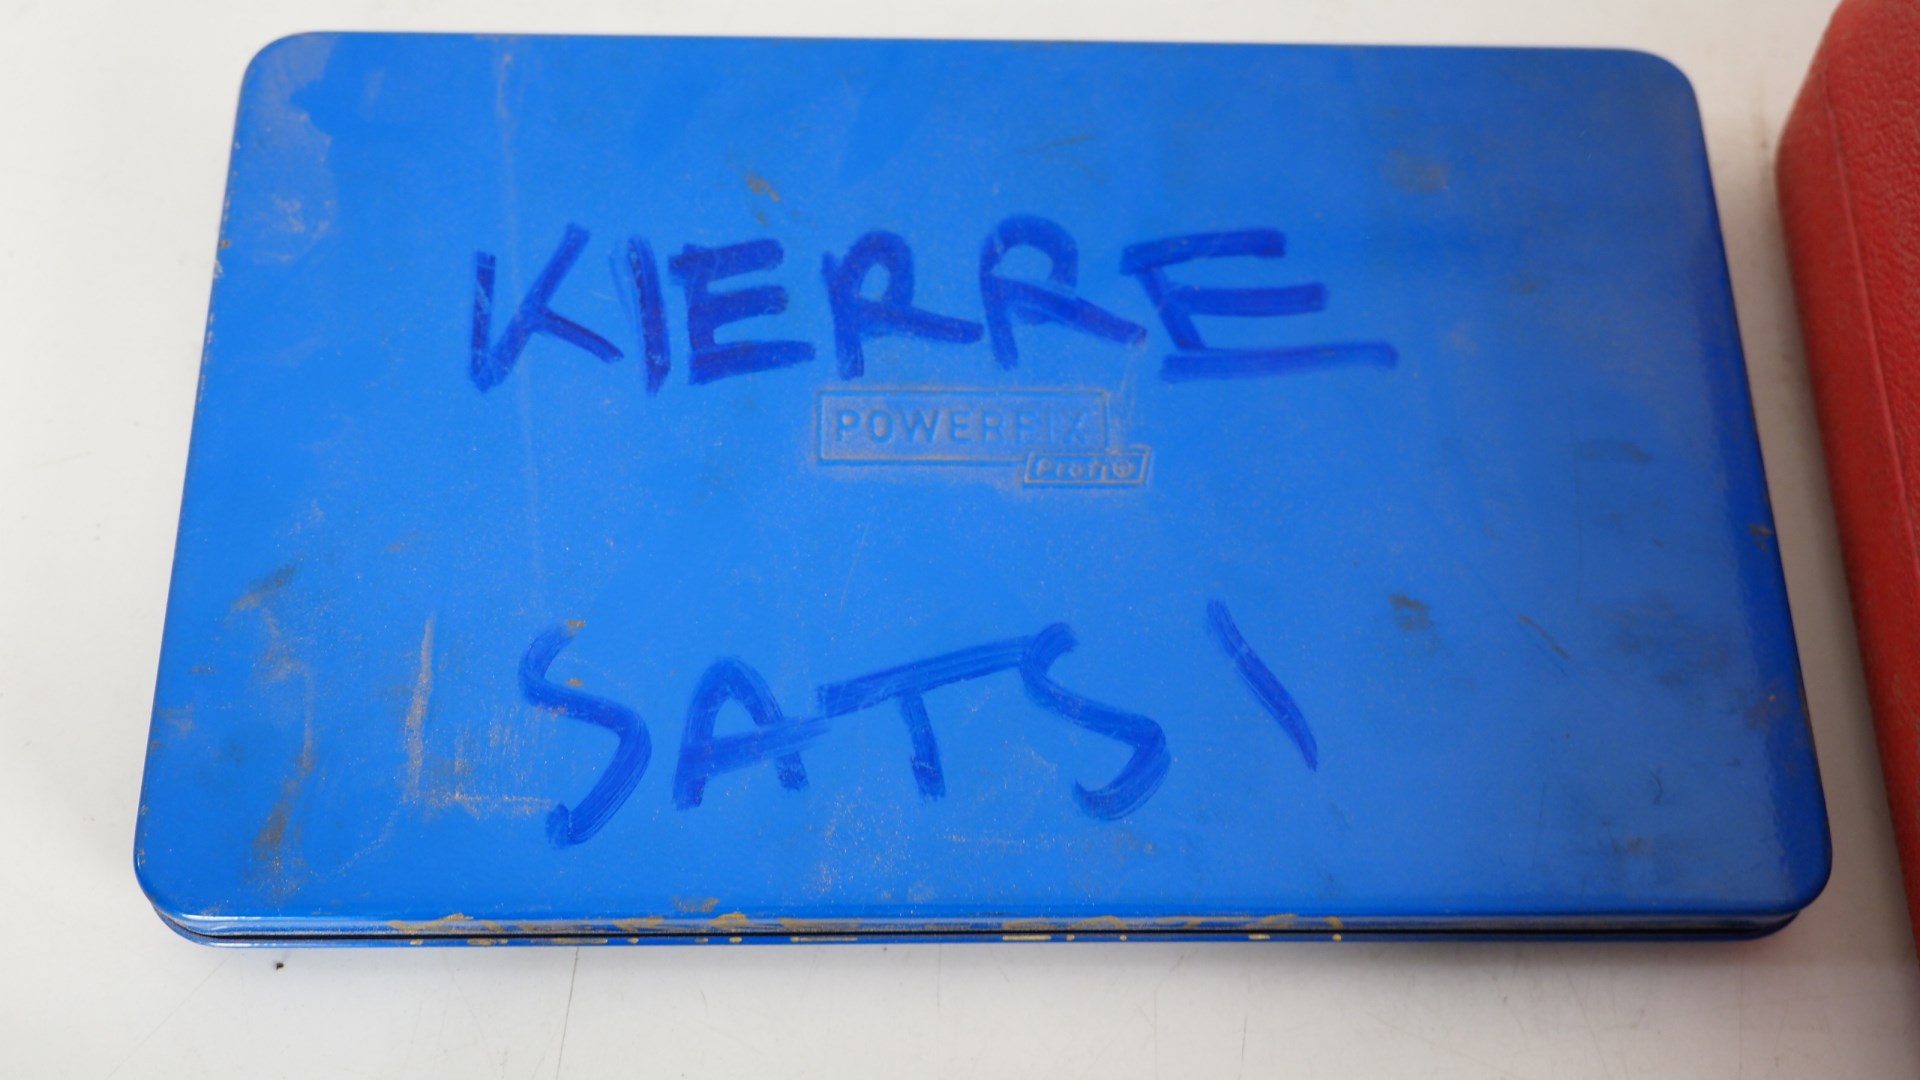 KIERRE
POWERFIX
Profi+
SATSI